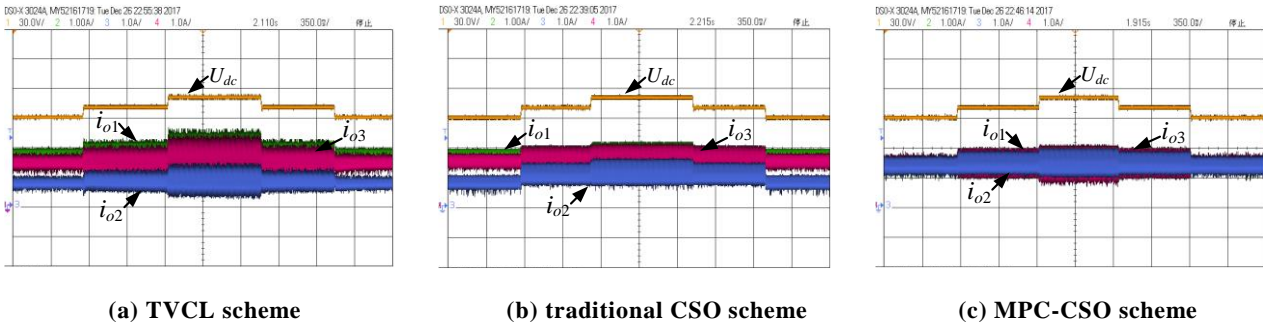 DSO-X 3024A, MY52161719: Tue Dec 26 22:55:38 2017
1 30.0V/ 2 1.00A/ 3 1.0A/ 4 1.0A/ 2.110s 350.0⅏/ 停止
U_dc
i_o1
i_o3
i_o2
(a) TVCL scheme
DSO-X 3024A, MY52161719: Tue Dec 26 22:39:05 2017
1 30.0V/ 2 1.00A/ 3 1.0A/ 4 1.0A/ 2.215s 停止
U_dc
i_o1
i_o3
i_o2
(b) traditional CSO scheme
DSO-X 3024A, MY52161719: Tue Dec 26 22:46:14 2017
1 30.0V/ 2 1.00A/ 3 1.0A/ 4 1.0A/ 1.915s 停止
U_dc
i_o1
i_o3
i_o2
(c) MPC-CSO scheme